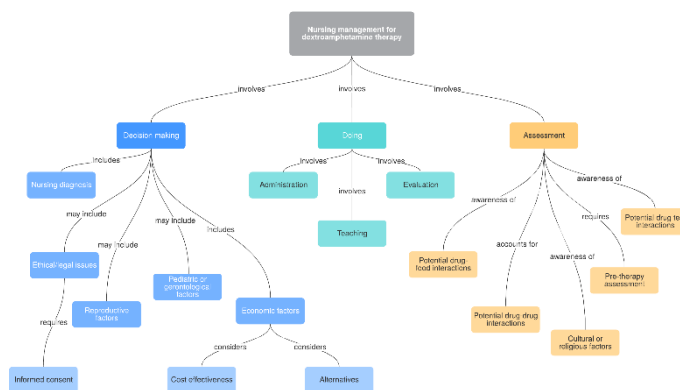 Nursing management for
dextroamphetamine therapy
involves
involves
involves
Decision making
Doing
Assessment
includes
involves
involves
Nursing diagnosis
Administration
Evaluation
awareness of
awareness of
may include
may include
includes
involves
requires
Potential drug
interactions
may include
Teaching
accounts for
Ethical/legal issues
awareness of
Potential drug-
food interactions
Pre-therapy
assessment
Pediatric or
gerontological
factors
Reproductive
factors
Economic factors
Potential drug-drug
interactions
requires
Cultural or
religious factors
considers
considers
Informed consent
Cost effectiveness
Alternatives